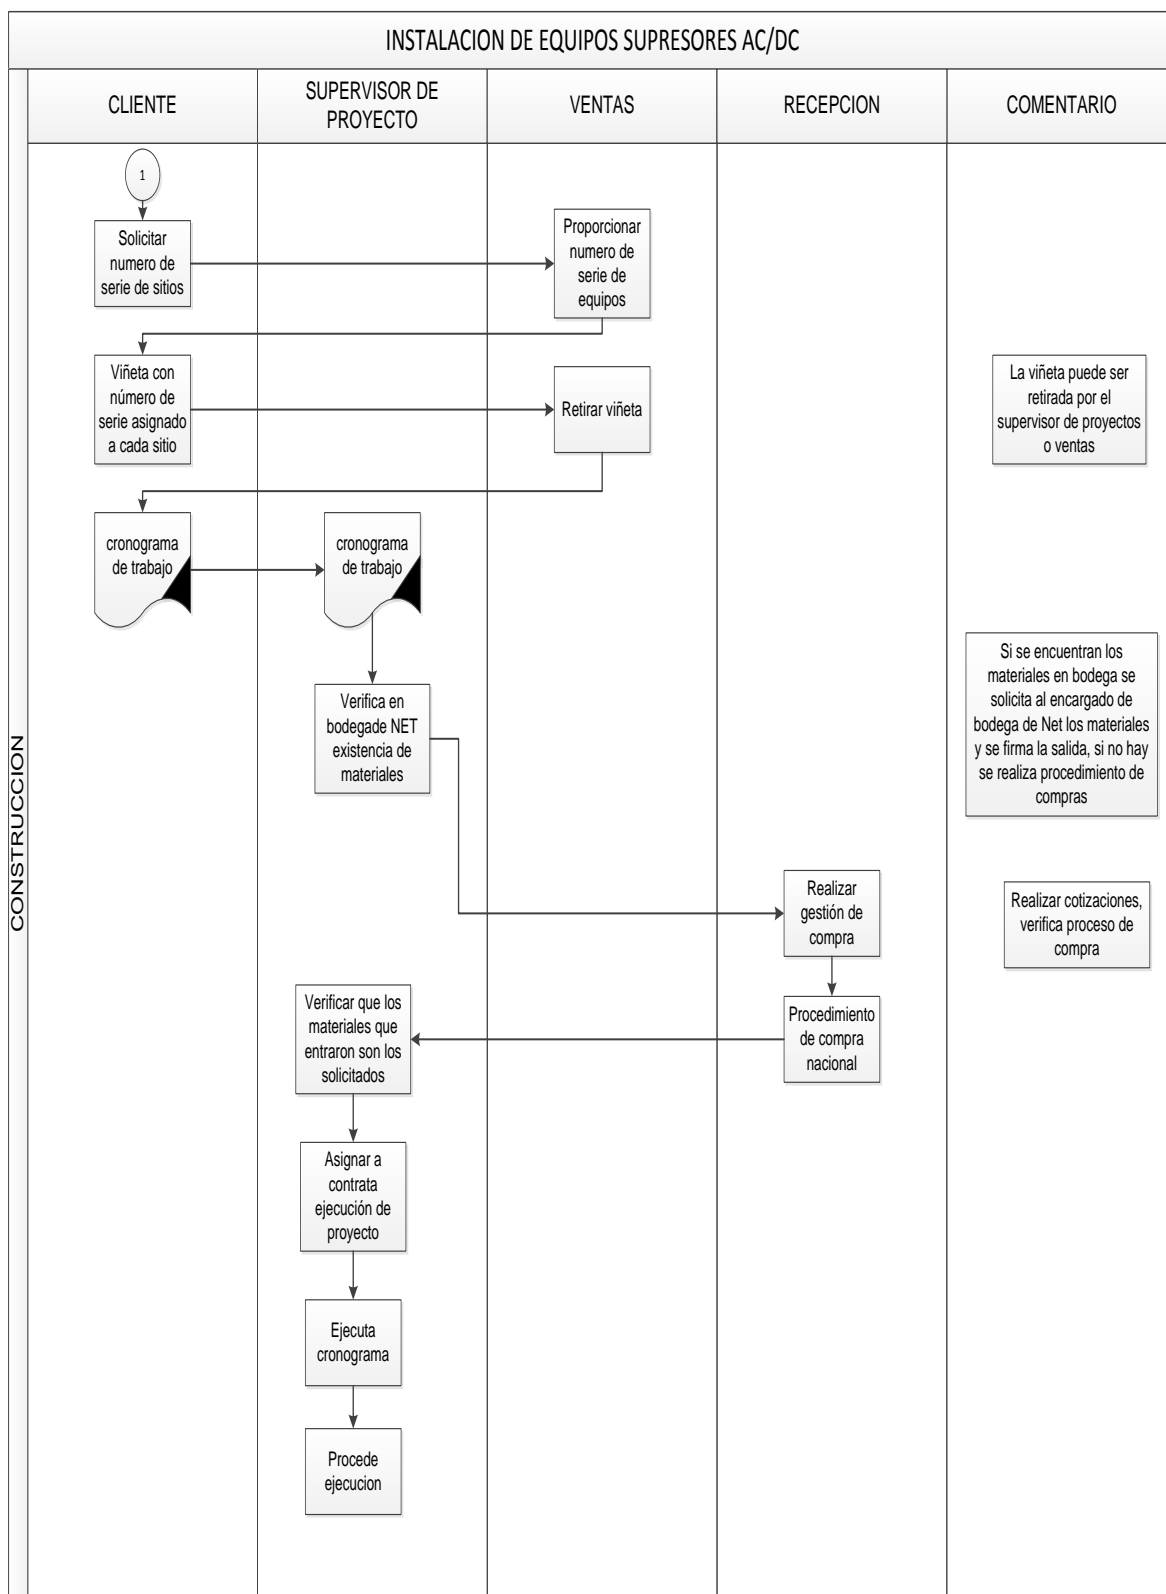 INSTALACION DE EQUIPOS SUPRESORES AC/DC
CLIENTE
SUPERVISOR DE
PROYECTO
VENTAS
RECEPCION
COMENTARIO
CONSTRUCCION
1
Solicitar
numero de
serie de sitios
Proporcionar
numero de
serie de
equipos
Viñeta con
número de
serie asignado
a cada sitio
Retirar viñeta
La viñeta puede ser
retirada por el
supervisor de proyectos
o ventas
cronograma
de trabajo
cronograma
de trabajo
Verifica en
bodegade NET
existencia de
materiales
Si se encuentran los
materiales en bodega se
solicita al encargado de
bodega de Net los materiales
y se firma la salida, si no hay
se realiza procedimiento de
compras
Realizar
gestión de
compra
Realizar cotizaciones,
verifica proceso de
compra
Verificar que los
materiales que
entraron son los
solicitados
Procedimiento
de compra
nacional
Asignar a
contrata
ejecución de
proyecto
Ejecuta
cronograma
Procede
ejecucion